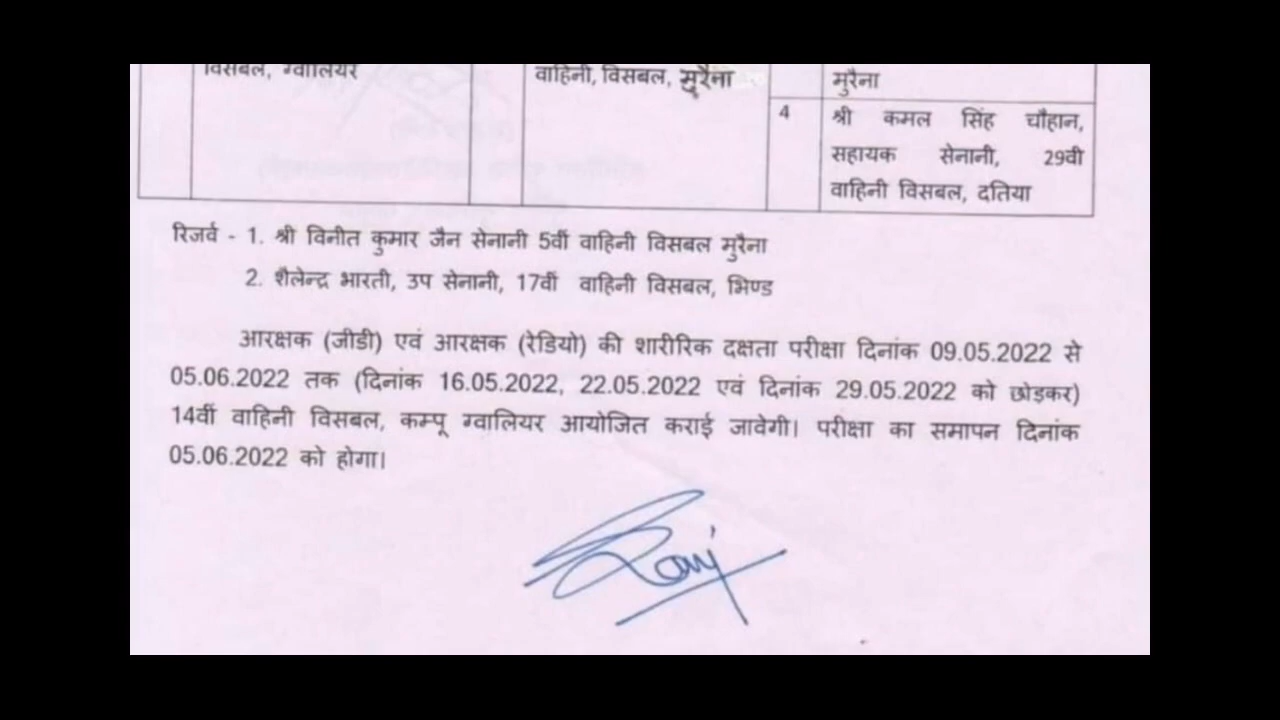 विसबल, ग्वालियर
वाहिनी, विसबल, मुरैना
मुरैना
4
श्री कमल सिंह चौहान,
सहायक सेनानी, 29वी
वाहिनी विसबल, दतिया
रिजर्व - 1. श्री विनीत कुमार जैन सेनानी 5वीं वाहिनी विसबल मुरैना
2. शैलेन्द्र भारती, उप सेनानी, 17वीं वाहिनी विसबल, भिण्ड
आरक्षक (जीडी) एवं आरक्षक (रेडियो) की शारीरिक दक्षता परीक्षा दिनांक 09.05.2022 से
05.06.2022 तक (दिनांक 16.05.2022, 22.05.2022 एवं दिनांक 29.05.2022 को छोड़कर)
14वीं वाहिनी विसबल, कम्पू ग्वालियर आयोजित कराई जावेगी। परीक्षा का समापन दिनांक
05.06.2022 को होगा।